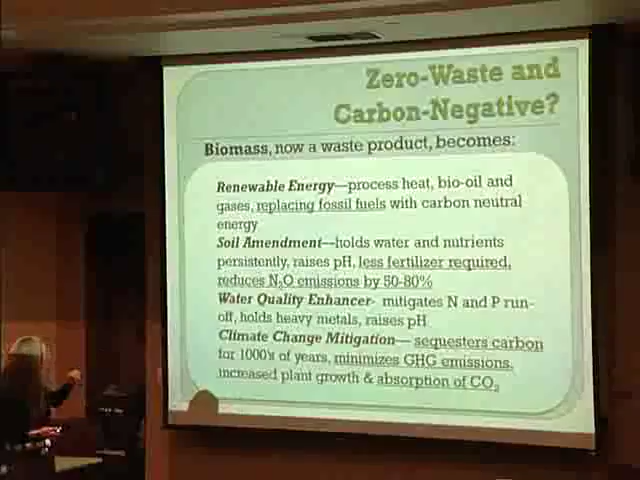 Zero-Waste and
Carbon-Negative?
Biomass, now a waste product, becomes:
Renewable Energy—process heat, bio-oil and
gases, replacing fossil fuels with carbon neutral
energy
Soil Amendment—holds water and nutrients
persistently, raises pH, less fertilizer required,
reduces N₂O emissions by 50-80%
Water Quality Enhancer- mitigates N and P run-
off, holds heavy metals, raises pH
Climate Change Mitigation— sequesters carbon
for 1000's of years, minimizes GHG emissions,
increased plant growth & absorption of CO₂